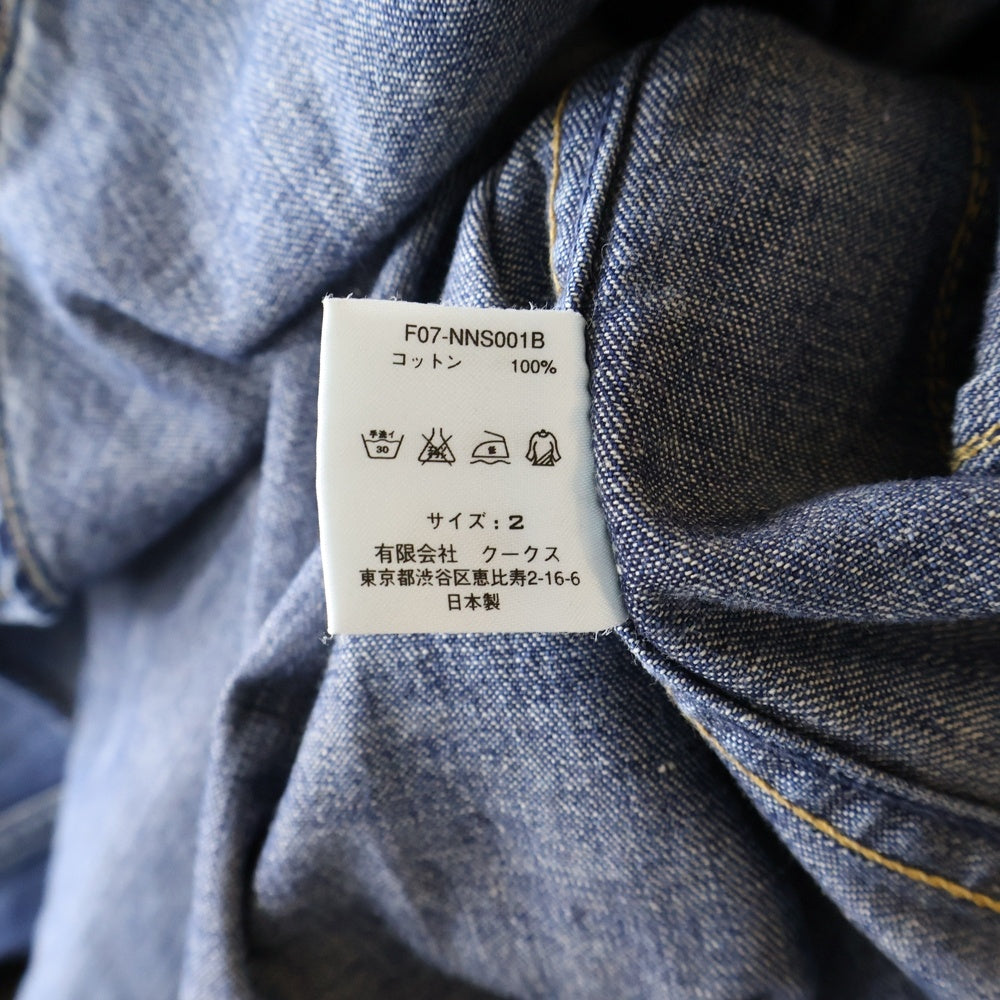 F07-NNS001B
コットン 100%
手洗イ
30
低
サイズ：2
有限会社 クークス
東京都渋谷区恵比寿2-16-6
日本製